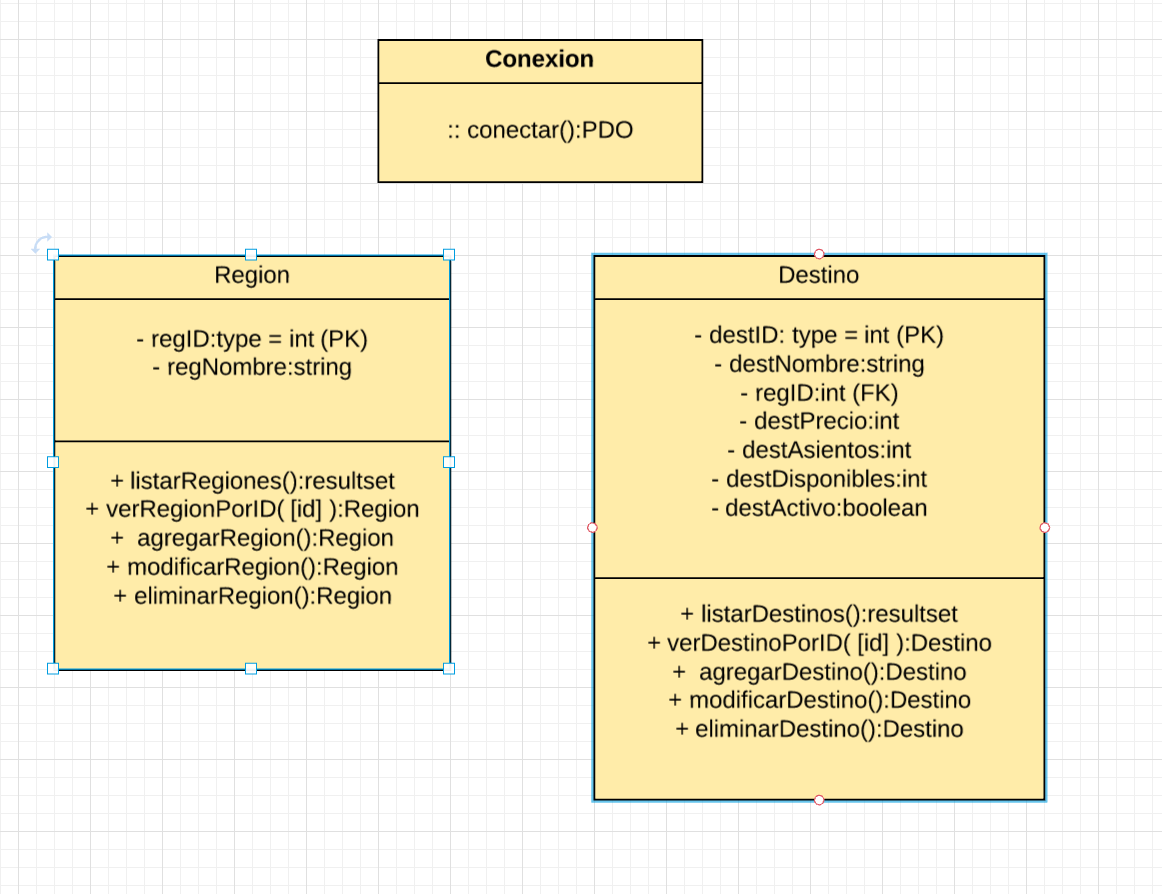 Conexion
:: conectar():PDO
Region
- regID:type = int (PK)
- regNombre:string
+ listarRegiones():resultset
+ verRegionPorID( [id] ):Region
+  agregarRegion():Region
+ modificarRegion():Region
+ eliminarRegion():Region
Destino
- destID: type = int (PK)
- destNombre:string
- regID:int (FK)
- destPrecio:int
- destAsientos:int
- destDisponibles:int
- destActivo:boolean
+ listarDestinos():resultset
+ verDestinoPorID( [id] ):Destino
+  agregarDestino():Destino
+ modificarDestino():Destino
+ eliminarDestino():Destino